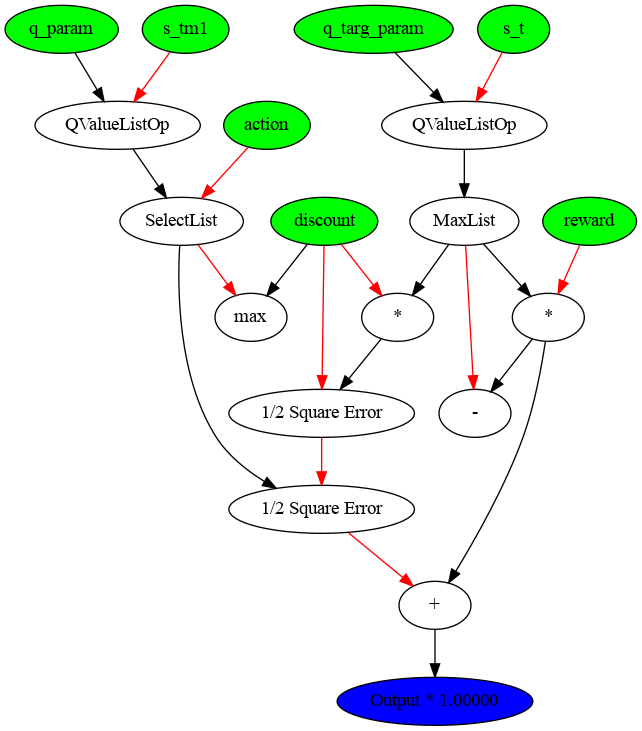 q_param
s_tm1
q_targ_param
s_t
QValueListOp
action
QValueListOp
SelectList
discount
MaxList
reward
max
*
*
1/2 Square Error
-
1/2 Square Error
+
Output * 1.00000